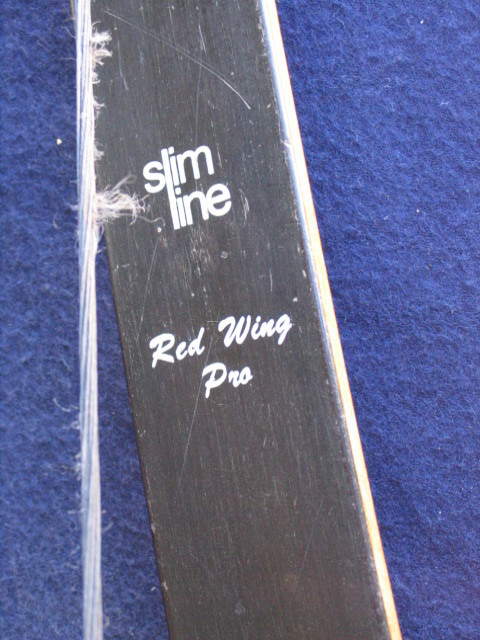 slim
line
Red Wing
Pro